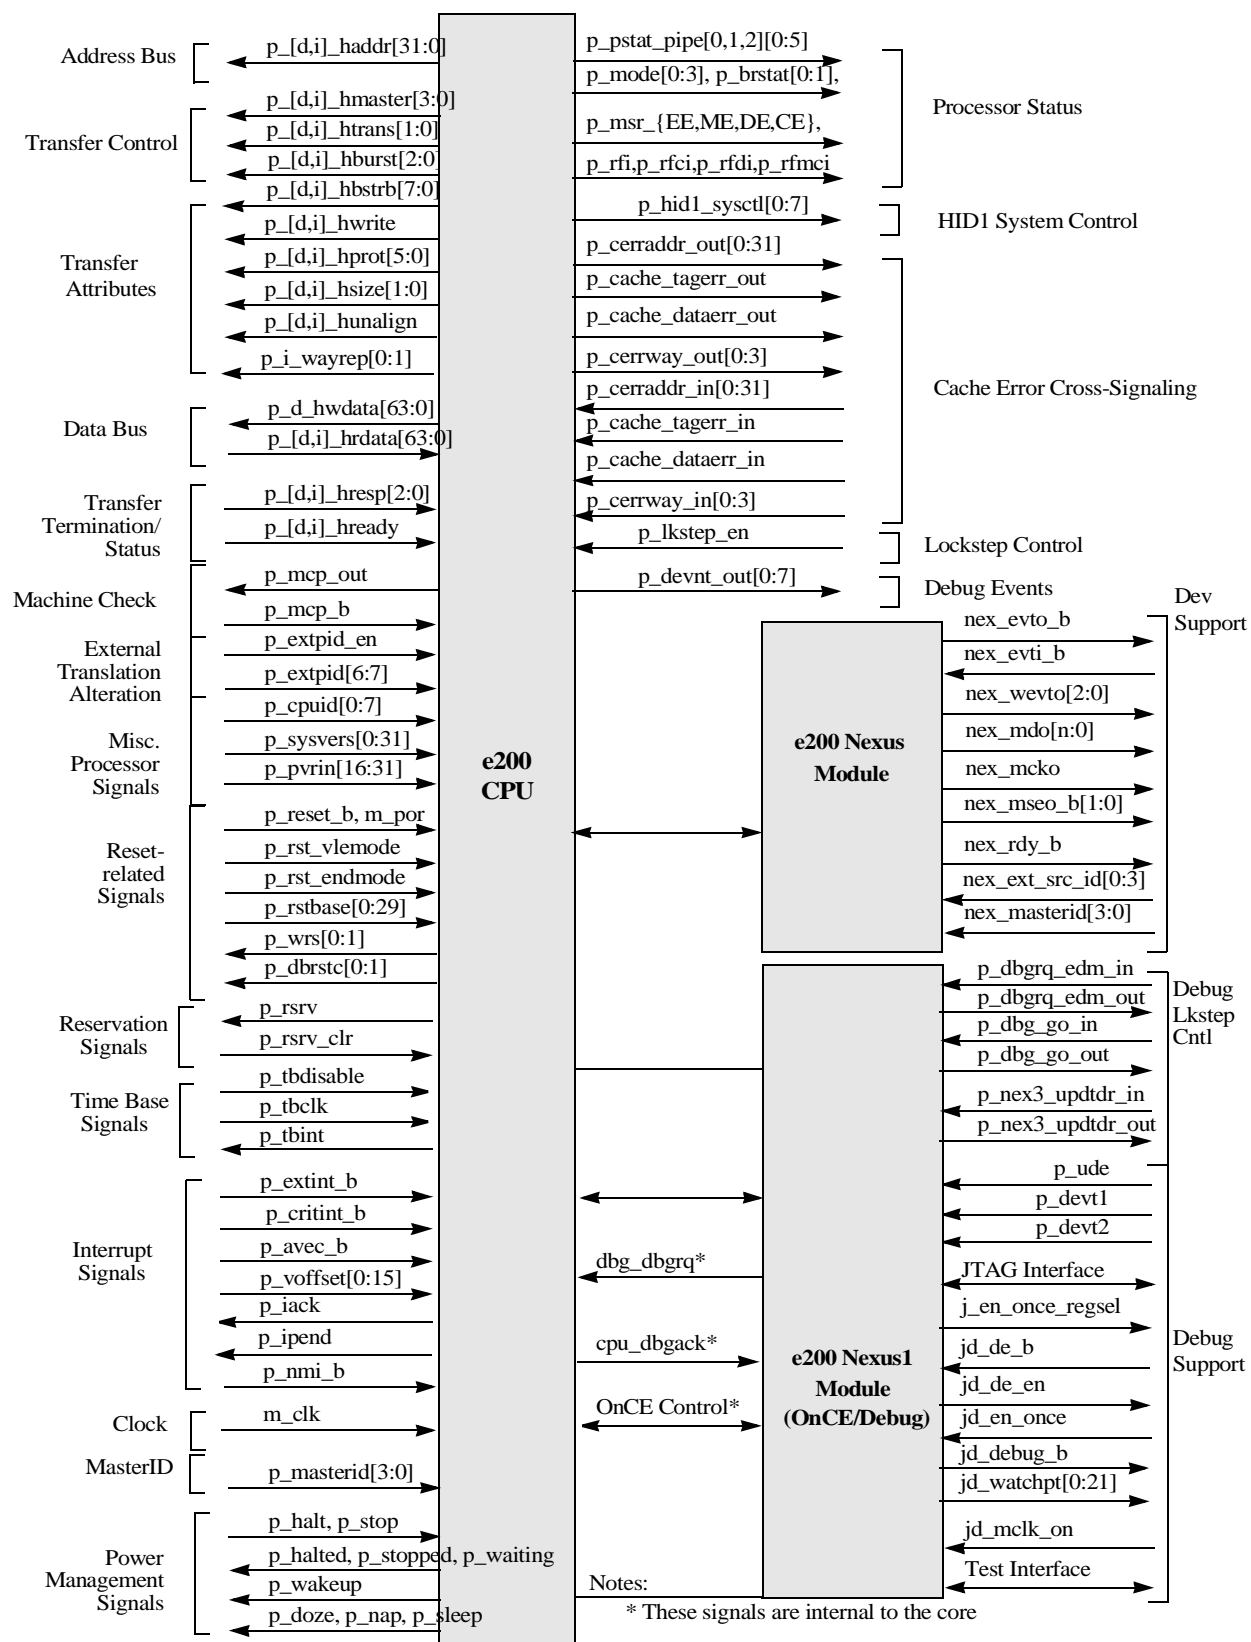 Address Bus
p_[d,i]_haddr[31:0]
Transfer Control
p_[d,i]_hmaster[3:0]
p_[d,i]_htrans[1:0]
p_[d,i]_hburst[2:0]
p_[d,i]_hbstrb[7:0]
Transfer
Attributes
p_[d,i]_hwrite
p_[d,i]_hprot[5:0]
p_[d,i]_hsize[1:0]
p_[d,i]_hunalign
p_i_wayrep[0:1]
Data Bus
p_d_hwdata[63:0]
p_[d,i]_hrdata[63:0]
Transfer
Termination/
Status
p_[d,i]_hresp[2:0]
p_[d,i]_hready
Machine Check
p_mcp_out
p_mcp_b
External
Translation
Alteration
p_extpid_en
p_extpid[6:7]
Misc.
Processor
Signals
p_cpuid[0:7]
p_sysvers[0:31]
p_pvrin[16:31]
Reset-
related
Signals
p_reset_b, m_por
p_rst_vlemode
p_rst_endmode
p_rstbase[0:29]
p_wrs[0:1]
p_dbrstc[0:1]
Reservation
Signals
p_rsrv
p_rsrv_clr
Time Base
Signals
p_tbdisable
p_tbclk
p_tbint
Interrupt
Signals
p_extint_b
p_critint_b
p_avec_b
p_voffset[0:15]
p_iack
p_ipend
p_nmi_b
Clock
m_clk
MasterID
p_masterid[3:0]
Power
Management
Signals
p_halt, p_stop
p_halted, p_stopped, p_waiting
p_wakeup
p_doze, p_nap, p_sleep
e200
CPU
p_pstat_pipe[0,1,2][0:5]
p_mode[0:3], p_brstat[0:1],
p_msr_{EE,ME,DE,CE},
p_rfi,p_rfci,p_rfdi,p_rfmci
Processor Status
p_hid1_sysctl[0:7]
HID1 System Control
p_cerraddr_out[0:31]
p_cache_tagerr_out
p_cache_dataerr_out
p_cerrway_out[0:3]
p_cerraddr_in[0:31]
p_cache_tagerr_in
p_cache_dataerr_in
p_cerrway_in[0:3]
Cache Error Cross-Signaling
p_lkstep_en
Lockstep Control
p_devnt_out[0:7]
Debug Events
e200 Nexus
Module
Dev
Support
nex_evto_b
nex_evti_b
nex_wevto[2:0]
nex_mdo[n:0]
nex_mcko
nex_mseo_b[1:0]
nex_rdy_b
nex_ext_src_id[0:3]
nex_masterid[3:0]
p_dbgrq_edm_in
p_dbgrq_edm_out
p_dbg_go_in
p_dbg_go_out
p_nex3_updtdr_in
p_nex3_updtdr_out
Debug
Lkstep
Cntl
dbg_dbgrq*
cpu_dbgack*
OnCE Control*
e200 Nexus1
Module
(OnCE/Debug)
p_ude
p_devt1
p_devt2
JTAG Interface
j_en_once_regsel
jd_de_b
jd_de_en
jd_en_once
jd_debug_b
jd_watchpt[0:21]
jd_mclk_on
Test Interface
Debug
Support
Notes:
* These signals are internal to the core